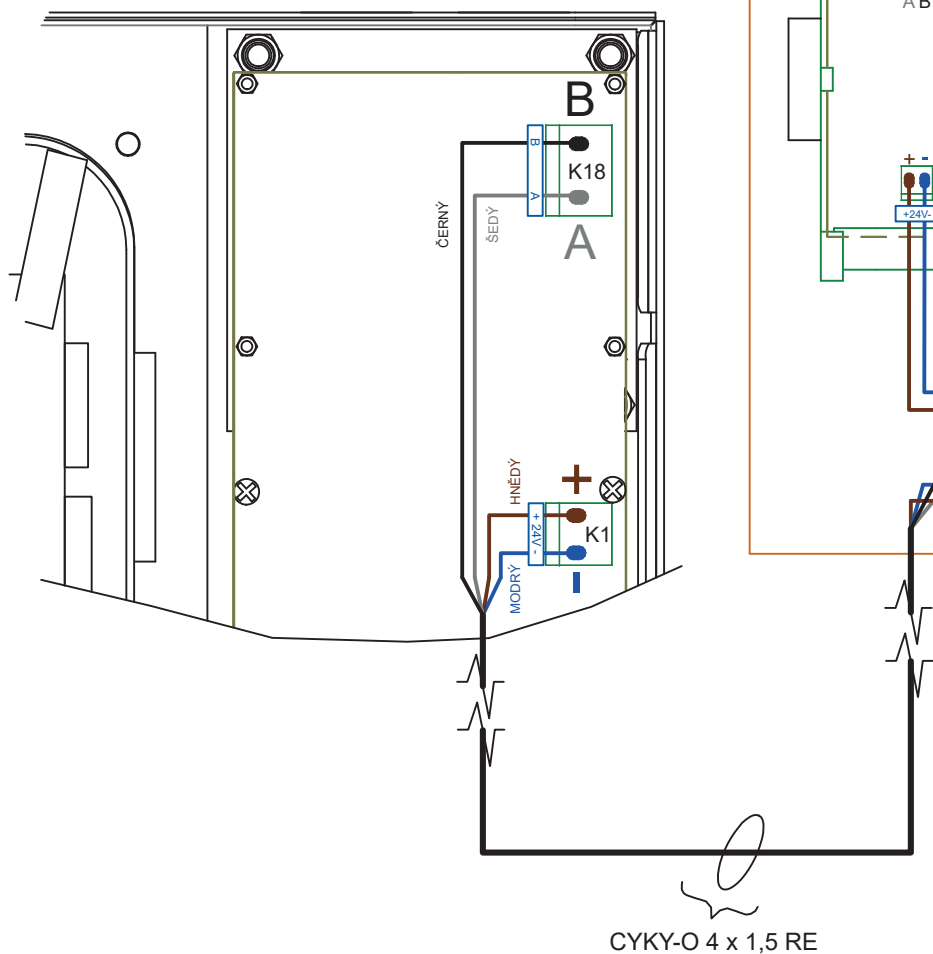 A B
B
B
K18
A
A
ČERNÝ
ŠEDÝ
+ -
+24V-
HNĚDÝ
+
+ 24V -
K1
-
MODRÝ
CYKY-O 4 x 1,5 RE